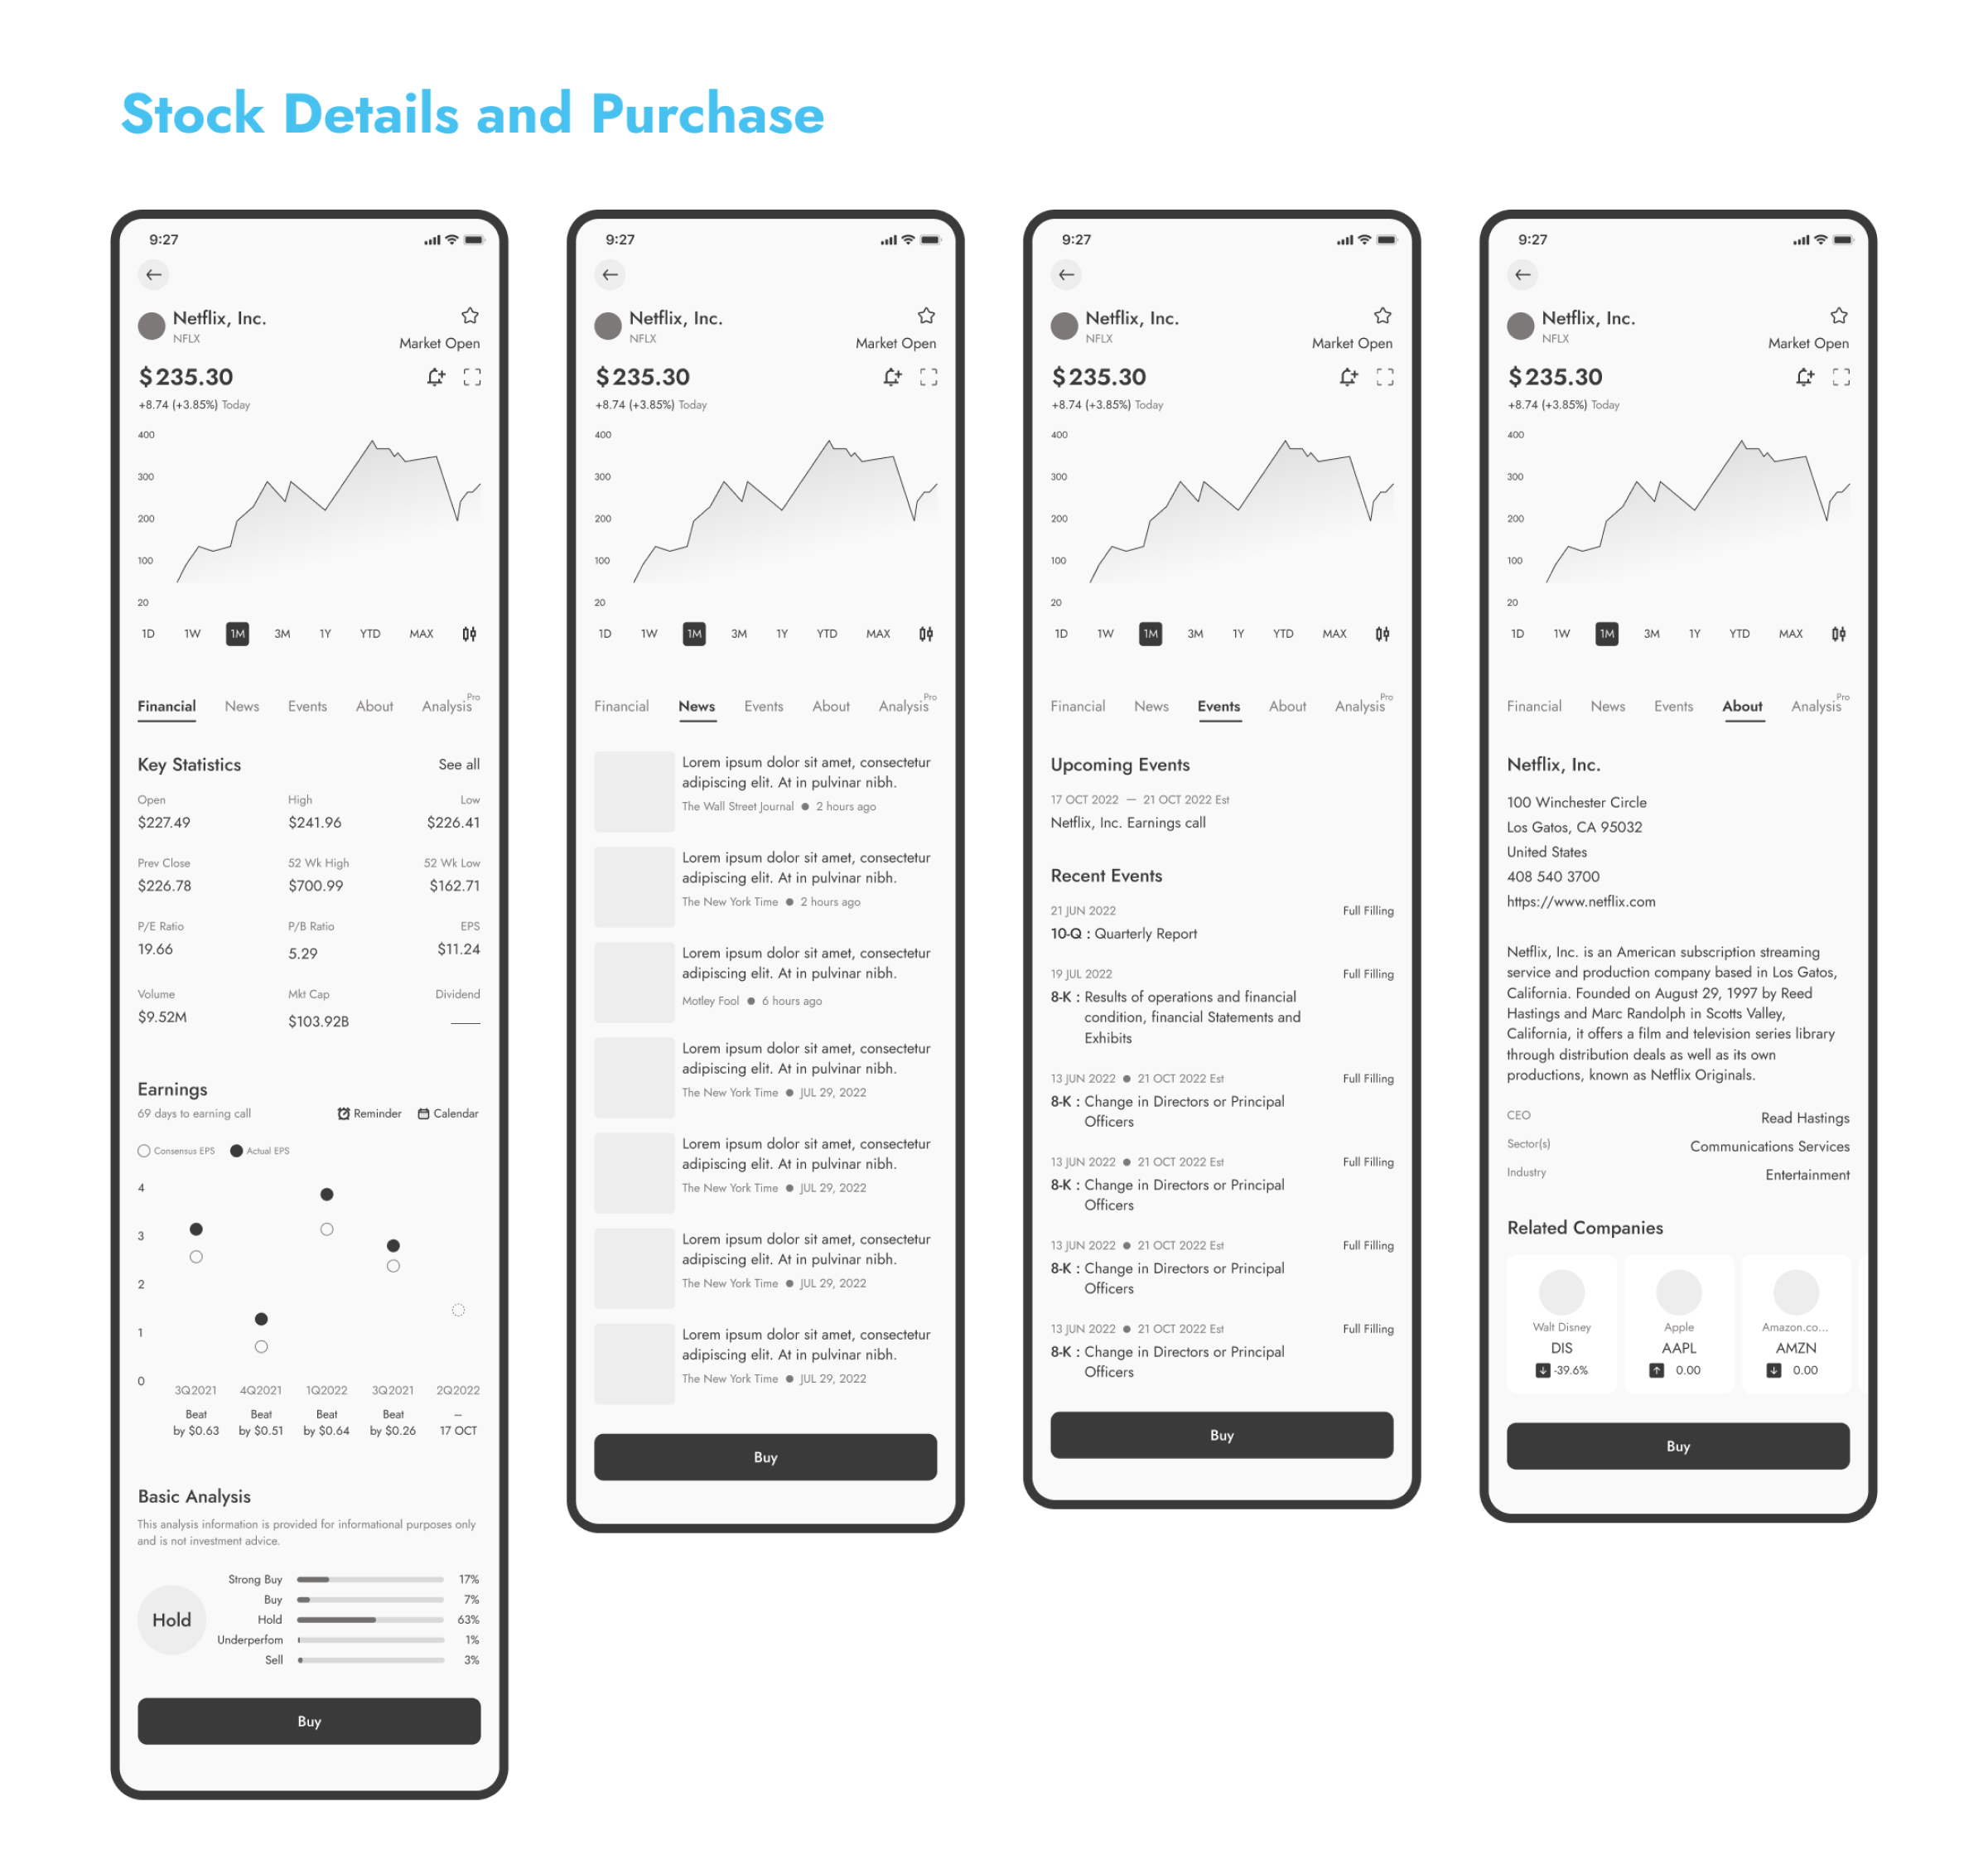 Stock Details and Purchase
9:27
Netflix, Inc.
NFLX
Market Open
$235.30
+8.74 (+3.85%) Today
400
300
200
100
20
1D 1W 1M 3M 1Y YTD MAX
Financial News Events About Analysis Pro
Key Statistics See all
Open High Low
$227.49 $241.96 $226.41
Prev Close 52 Wk High 52 Wk Low
$226.78 $700.99 $162.71
P/E Ratio P/B Ratio EPS
19.66 5.29 $11.24
Volume Mkt Cap Dividend
$9.52M $103.92B
Earnings
69 days to earning call Reminder Calendar
Consensus EPS Actual EPS
4
3
2
1
0
3Q2021 4Q2021 1Q2022 3Q2021 2Q2022
Beat Beat Beat Beat –
by $0.63 by $0.51 by $0.64 by $0.26 17 OCT
Basic Analysis
This analysis information is provided for informational purposes only
and is not investment advice.
Hold
Strong Buy 17%
Buy 7%
Hold 63%
Underperfom 1%
Sell 3%
Buy
9:27
Netflix, Inc.
NFLX
Market Open
$235.30
+8.74 (+3.85%) Today
400
300
200
100
20
1D 1W 1M 3M 1Y YTD MAX
Financial News Events About Analysis Pro
Lorem ipsum dolor sit amet, consectetur
adipiscing elit. At in pulvinar nibh.
The Wall Street Journal ● 2 hours ago
Lorem ipsum dolor sit amet, consectetur
adipiscing elit. At in pulvinar nibh.
The New York Time ● 2 hours ago
Lorem ipsum dolor sit amet, consectetur
adipiscing elit. At in pulvinar nibh.
Motley Fool ● 6 hours ago
Lorem ipsum dolor sit amet, consectetur
adipiscing elit. At in pulvinar nibh.
The New York Time ● JUL 29, 2022
Lorem ipsum dolor sit amet, consectetur
adipiscing elit. At in pulvinar nibh.
The New York Time ● JUL 29, 2022
Lorem ipsum dolor sit amet, consectetur
adipiscing elit. At in pulvinar nibh.
The New York Time ● JUL 29, 2022
Lorem ipsum dolor sit amet, consectetur
adipiscing elit. At in pulvinar nibh.
The New York Time ● JUL 29, 2022
Buy
9:27
Netflix, Inc.
NFLX
Market Open
$235.30
+8.74 (+3.85%) Today
400
300
200
100
20
1D 1W 1M 3M 1Y YTD MAX
Financial News Events About Analysis Pro
Upcoming Events
17 OCT 2022 — 21 OCT 2022 Est
Netflix, Inc. Earnings call
Recent Events
21 JUN 2022 Full Filling
10-Q : Quarterly Report
19 JUL 2022 Full Filling
8-K : Results of operations and financial
condition, financial Statements and
Exhibits
13 JUN 2022 ● 21 OCT 2022 Est Full Filling
8-K : Change in Directors or Principal
Officers
13 JUN 2022 ● 21 OCT 2022 Est Full Filling
8-K : Change in Directors or Principal
Officers
13 JUN 2022 ● 21 OCT 2022 Est Full Filling
8-K : Change in Directors or Principal
Officers
13 JUN 2022 ● 21 OCT 2022 Est Full Filling
8-K : Change in Directors or Principal
Officers
Buy
9:27
Netflix, Inc.
NFLX
Market Open
$235.30
+8.74 (+3.85%) Today
400
300
200
100
20
1D 1W 1M 3M 1Y YTD MAX
Financial News Events About Analysis Pro
Netflix, Inc.
100 Winchester Circle
Los Gatos, CA 95032
United States
408 540 3700
https://www.netflix.com
Netflix, Inc. is an American subscription streaming
service and production company based in Los Gatos,
California. Founded on August 29, 1997 by Reed
Hastings and Marc Randolph in Scotts Valley,
California, it offers a film and television series library
through distribution deals as well as its own
productions, known as Netflix Originals.
CEO Read Hastings
Sector(s) Communications Services
Industry Entertainment
Related Companies
Walt Disney Apple Amazon.co...
DIS AAPL AMZN
-39.6% 0.00 0.00
Buy